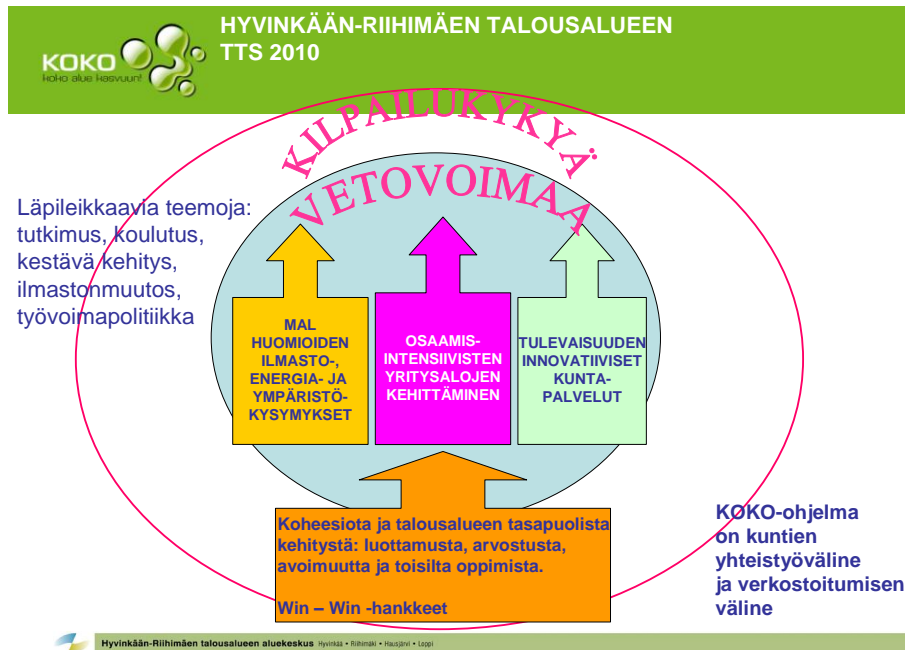 HYVINKÄÄN-RIIHIMÄEN TALOUSALUEEN
TTS 2010
KOKO
koko alue kasvuun!
KILPAILUKYKYÄ
VETOVOIMAA
Läpileikkaavia teemoja:
tutkimus, koulutus,
kestävä kehitys,
ilmastonmuutos,
työvoimapolitiikka
MAL
HUOMIOIDEN
ILMASTO-,
ENERGIA- JA
YMPÄRISTÖ-
KYSYMYKSET
OSAAMIS-
INTENSIIVISTEN
YRITYSALOJEN
KEHITTÄMINEN
TULEVAISUUDEN
INNOVATIIVISET
KUNTA-
PALVELUT
Koheesiota ja talousalueen tasapuolista
kehitystä: luottamusta, arvostusta,
avoimuutta ja toisilta oppimista.
Win – Win -hankkeet
KOKO-ohjelma
on kuntien
yhteistyöväline
ja verkostoitumisen
väline
Hyvinkään-Riihimäen talousalueen aluekeskus Hyvinkää • Riihimäki • Hausjärvi • Loppi